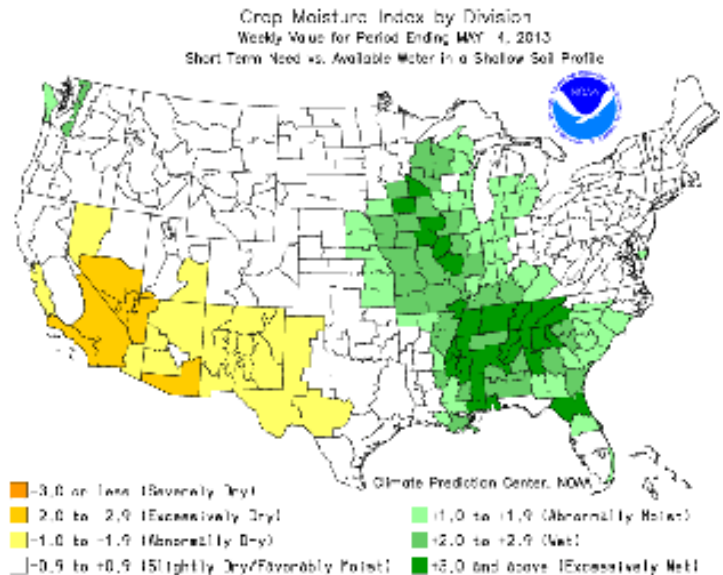 Crop Moisture Index by Division
Weekly Value for Period Ending MAY 4, 2013
Short Term Need vs. Available Water in a Shallow Soil Profile
NOAA
Climate Prediction Center, NOAA
-3.0 or less (Severely Dry)
-2.0 to -2.9 (Excessively Dry)
-1.0 to -1.9 (Abnormally Dry)
-0.9 to +0.9 (Slightly Dry/Favorably Moist)
+1.0 to +1.9 (Abnormally Moist)
+2.0 to +2.9 (Wet)
+3.0 and above (Excessively Wet)